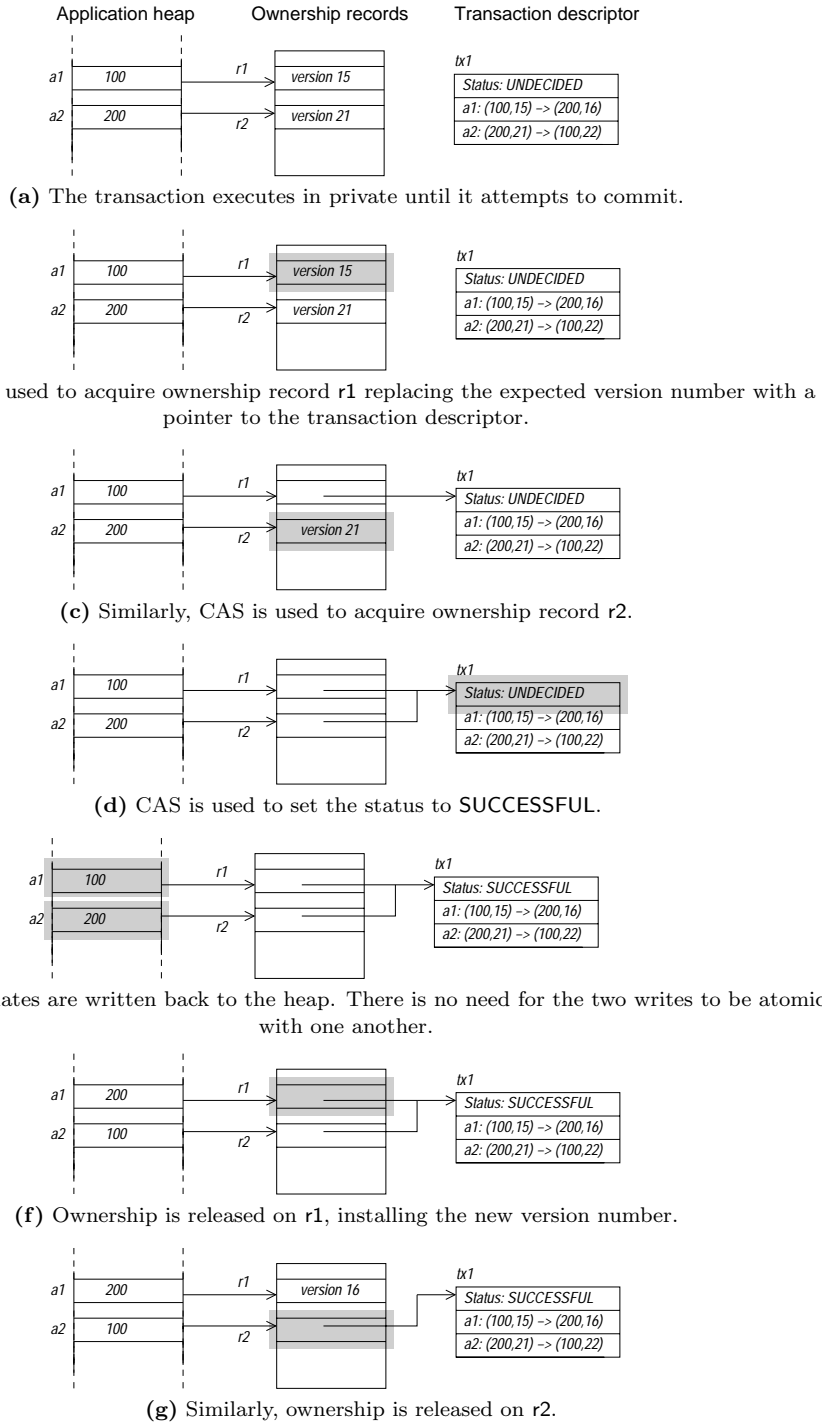 Application heap Ownership records Transaction descriptor
tx1
a1 100 r1 version 15 Status: UNDECIDED
a1: (100,15) –> (200,16)
a2 200 r2 version 21 a2: (200,21) –> (100,22)
(a) The transaction executes in private until it attempts to commit.
tx1
a1 100 r1 version 15 Status: UNDECIDED
a1: (100,15) –> (200,16)
a2 200 r2 version 21 a2: (200,21) –> (100,22)
used to acquire ownership record r1 replacing the expected version number with a
pointer to the transaction descriptor.
tx1
a1 100 r1 Status: UNDECIDED
a1: (100,15) –> (200,16)
a2 200 r2 version 21 a2: (200,21) –> (100,22)
(c) Similarly, CAS is used to acquire ownership record r2.
tx1
a1 100 r1 Status: UNDECIDED
a1: (100,15) –> (200,16)
a2 200 r2 a2: (200,21) –> (100,22)
(d) CAS is used to set the status to SUCCESSFUL.
tx1
a1 100 r1 Status: SUCCESSFUL
a1: (100,15) –> (200,16)
a2 200 r2 a2: (200,21) –> (100,22)
ates are written back to the heap. There is no need for the two writes to be atomic
with one another.
tx1
a1 200 r1 Status: SUCCESSFUL
a1: (100,15) –> (200,16)
a2 100 r2 a2: (200,21) –> (100,22)
(f) Ownership is released on r1, installing the new version number.
tx1
a1 200 r1 version 16 Status: SUCCESSFUL
a1: (100,15) –> (200,16)
a2 100 r2 a2: (200,21) –> (100,22)
(g) Similarly, ownership is released on r2.